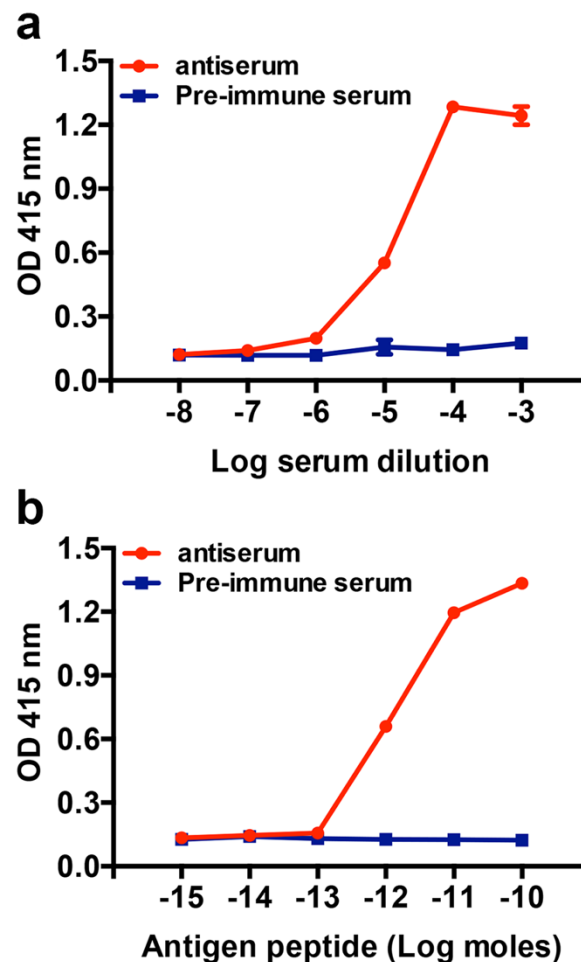 a
1.5
antiserum
Pre-immune serum
1.2
0.9
0.6
0.3
0.0
OD 415 nm
-8 -7 -6 -5 -4 -3
Log serum dilution
b
1.5
antiserum
Pre-immune serum
1.2
0.9
0.6
0.3
0.0
OD 415 nm
-15 -14 -13 -12 -11 -10
Antigen peptide (Log moles)